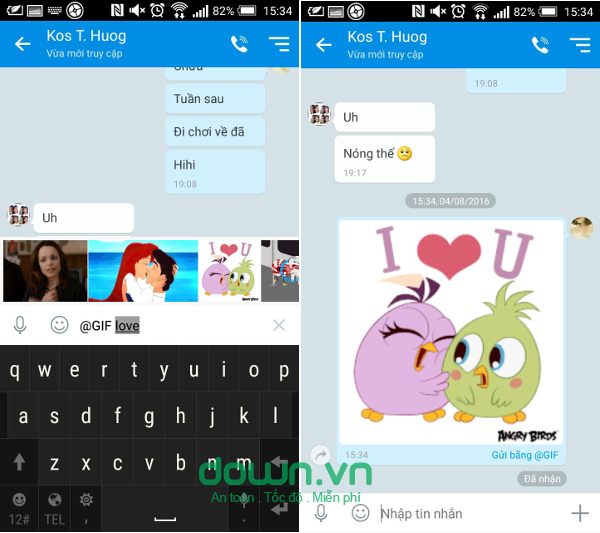 82% 15:34
Kos T. Huog
Vừa mới truy cập
Tuần sau
Đi chơi về đã
Hihi
19:08
Uh
I U
ANGRY BIRDS
@GIF love
q w e r t y u i o p
a s d f g h j k l
z x c v b n m
12# TEL ,
82% 15:34
Kos T. Huog
Vừa mới truy cập
19:08
Uh
Nóng thế
19:17
15:34, 04/08/2016
I U
ANGRY BIRDS
15:34 Gửi bằng @GIF
Đã nhận
Nhập tin nhắn
down.vn
An toàn . Tốc độ . Miễn phí